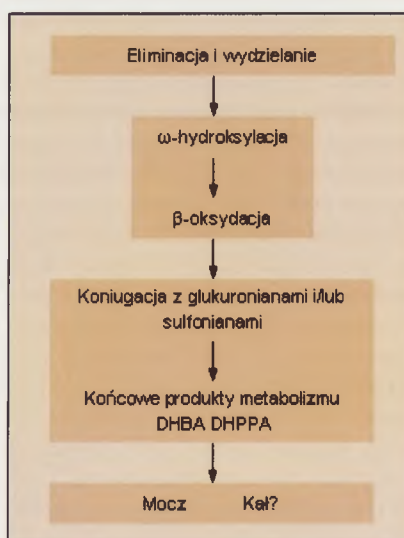 Eliminacja i wydzielanie
ω-hydroksylacja
β-oksydacja
Koniugacja z glukuronianami i/lub
sulfonianami
Końcowe produkty metabolizmu
DHBA DHPPA
Mocz Kał?